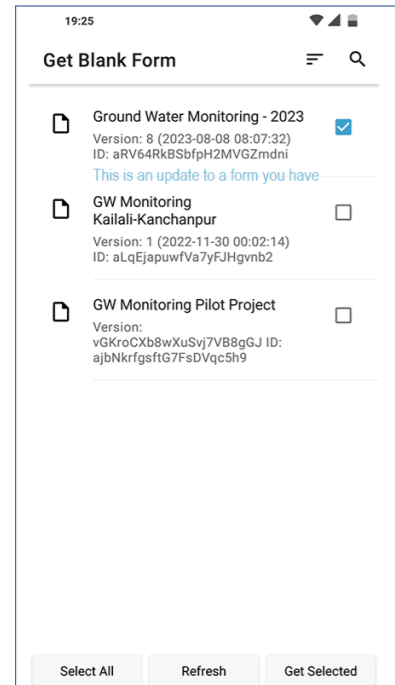 19:25
Get Blank Form
Ground Water Monitoring - 2023
Version: 8 (2023-08-08 08:07:32)
ID: aRV64RkBSbfpH2MVGZmdni
This is an update to a form you have
GW Monitoring
Kailali-Kanchanpur
Version: 1 (2022-11-30 00:02:14)
ID: aLqEjapuwfVa7yFJHgvnb2
GW Monitoring Pilot Project
Version:
vGKroCXb8wXuSvj7VB8gGJ ID:
ajbNkrfgsftG7FsDVqc5h9
Select All
Refresh
Get Selected